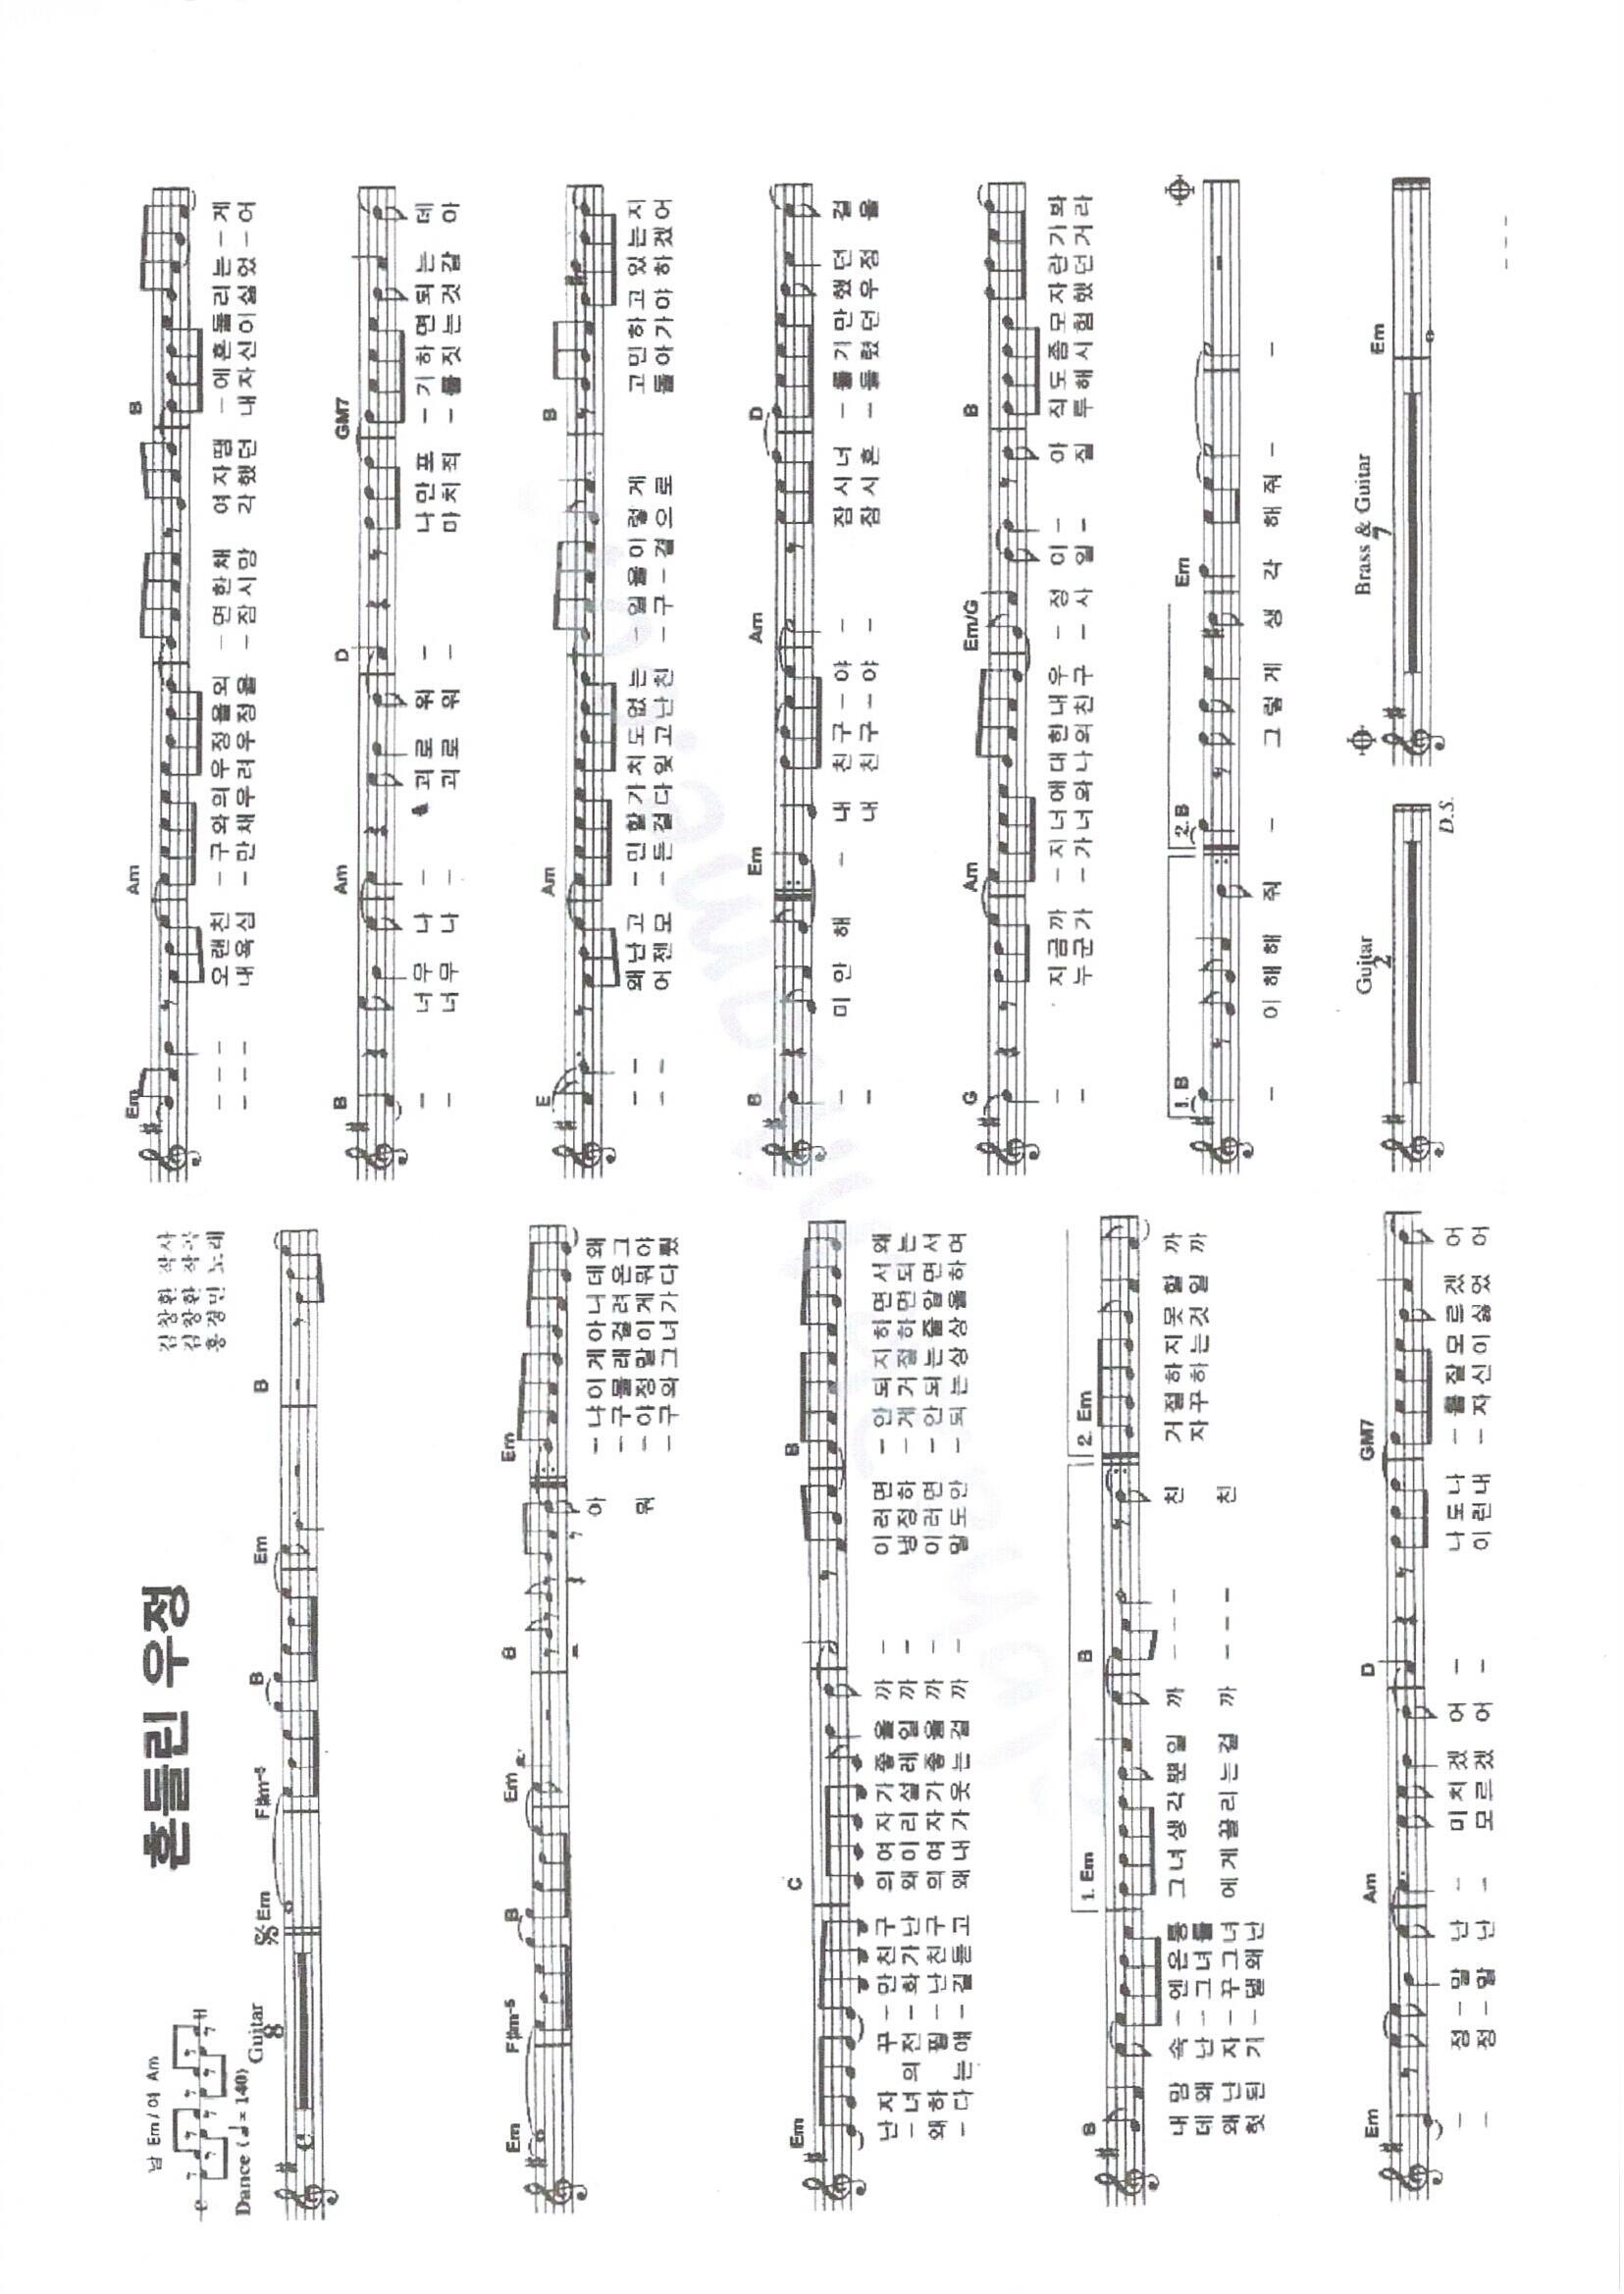 남 Em / 여 Am
흔들린 우정
김창환 작사
김창환 작곡
홍경민 노래
Dance (♩= 140)
Guitar
8
Em F#m-5 B Em B
Em F#m-5 B Em B Em
아 - 냐이게아니데왜
- 구몰래걸려온그
뭐 - 야정말이게뭐야
- 구와그녀가다퉜
Em C B
난자 꾸-만친구 의여자가좋을까 - 이러면 -안되지하면서왜
-녀의전-화가난 왜이리설레일까 - 냉정하 -게거절하면되는
왜하 필-난친구 의여자가좋을까 - 이러면 -안되는줄알면서
-다는얘-길듣고 왜내가웃는걸까 - 말도안 -되는상상을하며
B 1. Em B 2. Em
내맘 속-엔온통 그녀생각뿐일 까 - - - 친 거절하지못할 까
데왜 난-그녀를 자꾸하는것일 까
왜난 자-꾸그녀 에게끌리는걸 까 - - - 친
헛된 기-댈왜난
Em Am D GM7
- 정-말 난 - 미치겠 어 - 나도나 -를잘모르겠 어
- 정-말 난 - 모르겠 어 - 이런내 -자신이싫었 어
Em Am B
- - - 오랜친 -구와의우정을외 -면한채 여자땜 -에흔들리는-게
- - - 내욕심 -만채우려우정을 -잠시망 각했던 내자신이싫었-어
B Am D GM7
- 너무 나 - 괴로 워 - 나만포 -기하면되는 데
- 너무 나 - 괴로 워 - 마치죄 -를짓는것같 아
E Am B
- - 왜난고 -민할가치도없는 -일을이렇게 고민하고있는지
- - 어젠모 -든걸다잊고난친 -구-곁으로 돌아가야하겠어
B Em Am D
- 미안해 - 내 친구-야 - 잠시너 -를기만했던 걸
- 내 친구-야 - 잠시흔 -들렸던우정 을
G Am Em/G B
- 지금까 -지너에대한내우 -정 이- 아 직도좀모자란기봐
- 누군가 -가너와나의친구 -사 일- 질 투해시험했던거라
1. B 2. B Em
- 이해해 줘 - 그렇게 생 각 해줘- -
Guitar
2
D.S.
Brass & Guitar
7
Em
- - -